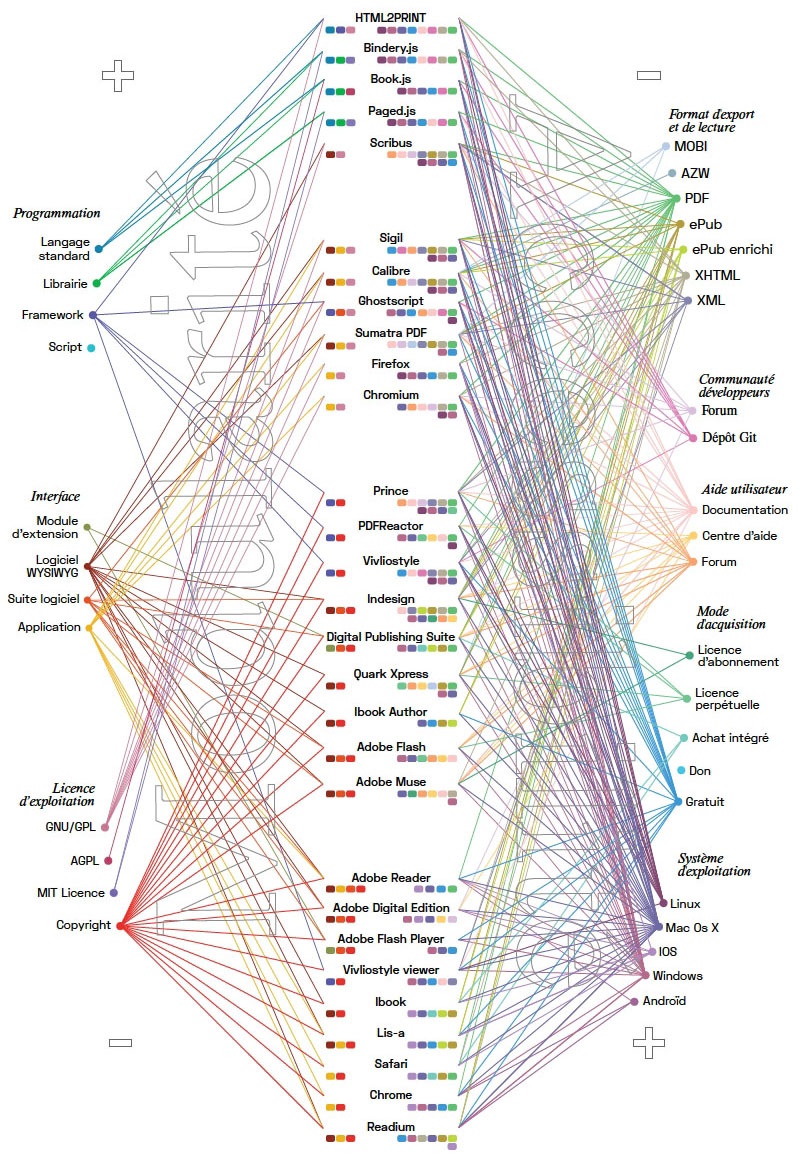 HTML2PRINT
Bindery.js
Book.js
Paged.js
Scribus
Sigil
Calibre
Ghostscript
Sumatra PDF
Firefox
Chromium
Prince
PDFReactor
Vivliostyle
Indesign
Digital Publishing Suite
Quark Xpress
Ibook Author
Adobe Flash
Adobe Muse
Adobe Reader
Adobe Digital Edition
Adobe Flash Player
Vivliostyle viewer
Ibook
Lis-a
Safari
Chrome
Readium
Programmation
Langage
standard
Librairie
Framework
Script
Interface
Module
d'extension
Logiciel
WYSIWYG
Suite logiciel
Application
Licence
d'exploitation
GNU/GPL
AGPL
MIT Licence
Copyright
Format d'export
et de lecture
MOBI
AZW
PDF
ePub
ePub enrichi
XHTML
XML
Communauté
développeurs
Forum
Dépôt Git
Aide utilisateur
Documentation
Centre d'aide
Forum
Mode
d'acquisition
Licence
d'abonnement
Licence
perpétuelle
Achat intégré
Don
Gratuit
Système
d'exploitation
Linux
Mac Os X
IOS
Windows
Androïd